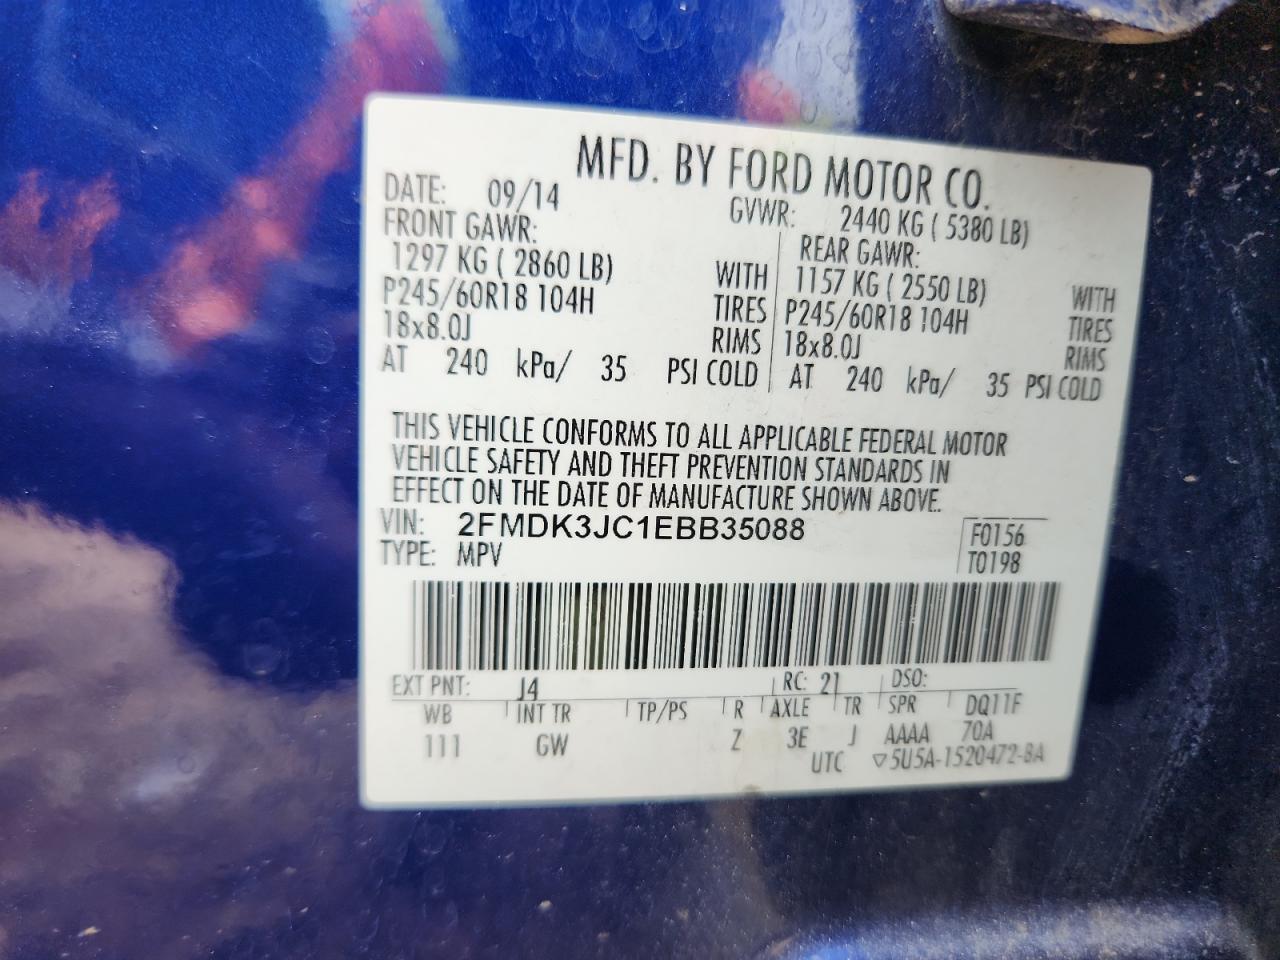 MFD. BY FORD MOTOR CO.
DATE: 09/14 GVWR: 2440 KG ( 5380 LB)
FRONT GAWR: REAR GAWR:
1297 KG ( 2860 LB) WITH 1157 KG ( 2550 LB) WITH
P245/60R18 104H TIRES P245/60R18 104H TIRES
18x8.0J RIMS 18x8.0J RIMS
AT 240 kPa/ 35 PSI COLD AT 240 kPa/ 35 PSI COLD
THIS VEHICLE CONFORMS TO ALL APPLICABLE FEDERAL MOTOR
VEHICLE SAFETY AND THEFT PREVENTION STANDARDS IN
EFFECT ON THE DATE OF MANUFACTURE SHOWN ABOVE.
VIN: 2FMDK3JC1EBB35088 F0156
TYPE: MPV T0198
EXT PNT: J4 RC: 21 DSO:
WB INT TR TP/PS R AXLE TR SPR DQ11F
111 GW Z 3E J AAAA 70A
UTC ▽5U5A-1520472-BA